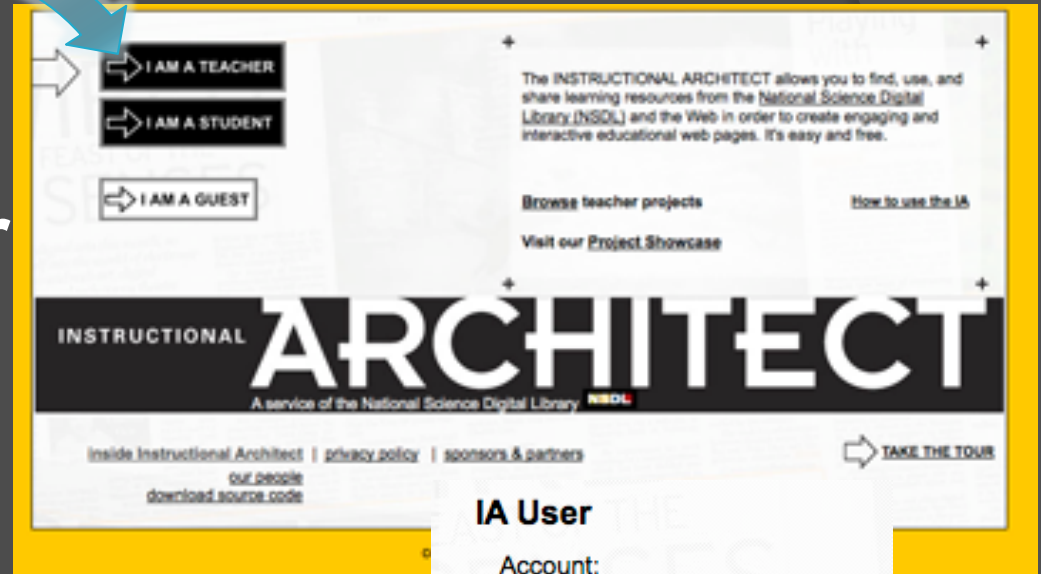 I AM A TEACHER
I AM A STUDENT
I AM A GUEST
The INSTRUCTIONAL ARCHITECT allows you to find, use, and
share learning resources from the National Science Digital
Library (NSDL) and the Web in order to create engaging and
interactive educational web pages. It's easy and free.
Browse teacher projects
How to use the IA
Visit our Project Showcase
INSTRUCTIONAL ARCHITECT
A service of the National Science Digital Library NSDL
inside Instructional Architect | privacy policy | sponsors & partners
our people
download source code
TAKE THE TOUR
IA User
Account: